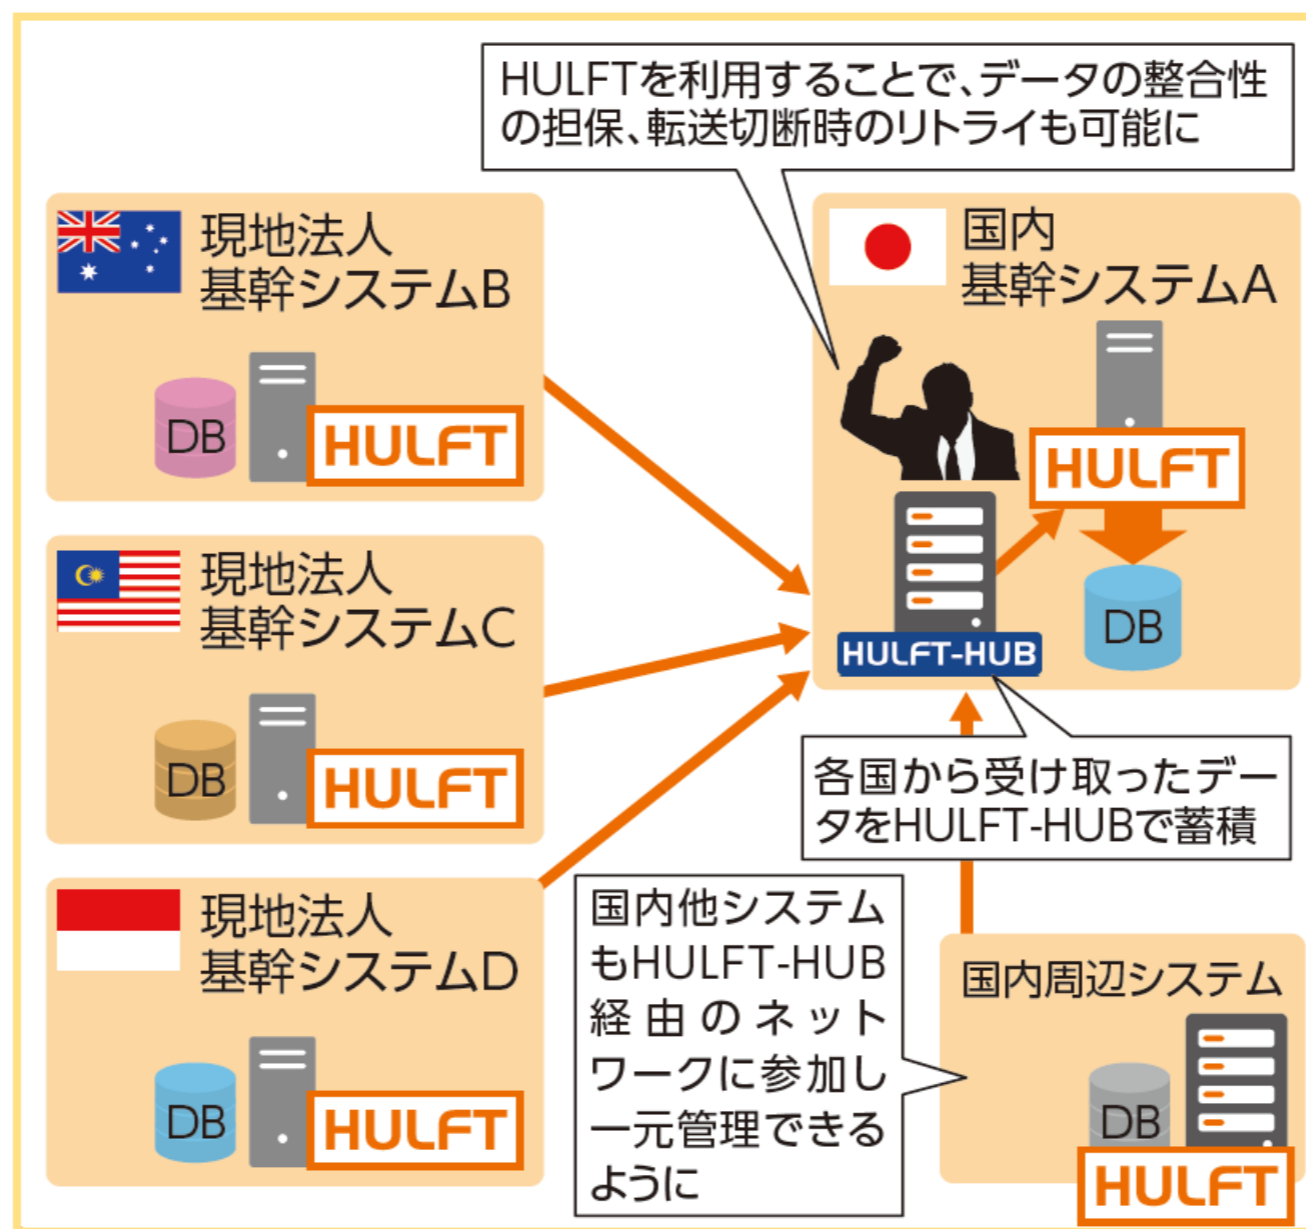 HULFTを利用することで、データの整合性
の担保、転送切断時のリトライも可能に
現地法人
基幹システムB
DB
HULFT
国内
基幹システムA
HULFT
DB
HULFT-HUB
現地法人
基幹システムC
DB
HULFT
各国から受け取ったデー
タをHULFT-HUBで蓄積
現地法人
基幹システムD
DB
HULFT
国内他システム
もHULFT-HUB
経由のネット
ワークに参加し
一元管理できる
ように
国内周辺システム
DB
HULFT